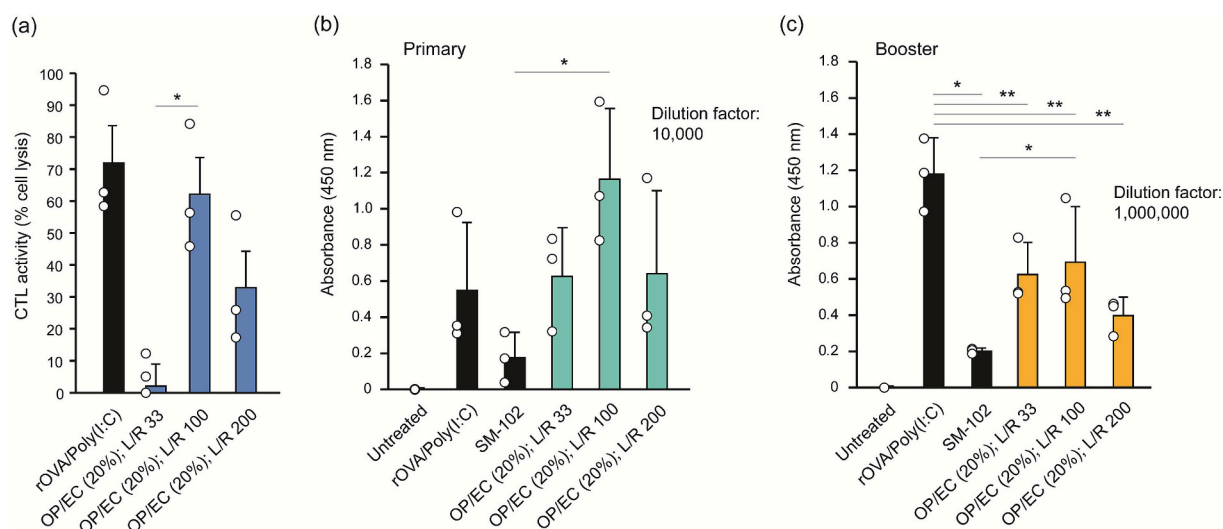 (a)
CTL activity (% cell lysis)
100
90
80
70
60
50
40
30
20
10
0
*
rOVA/Poly(I:C)
OP/EC (20%); L/R 33
OP/EC (20%); L/R 100
OP/EC (20%); L/R 200
(b)
Primary
Absorbance (450 nm)
1.8
1.6
1.4
1.2
1.0
0.8
0.6
0.4
0.2
0
*
Dilution factor:
10,000
Untreated
rOVA/Poly(I:C)
SM-102
OP/EC (20%); L/R 33
OP/EC (20%); L/R 100
OP/EC (20%); L/R 200
(c)
Booster
Absorbance (450 nm)
1.8
1.6
1.4
1.2
1.0
0.8
0.6
0.4
0.2
0
*
**
**
**
*
Dilution factor:
1,000,000
Untreated
rOVA/Poly(I:C)
SM-102
OP/EC (20%); L/R 33
OP/EC (20%); L/R 100
OP/EC (20%); L/R 200